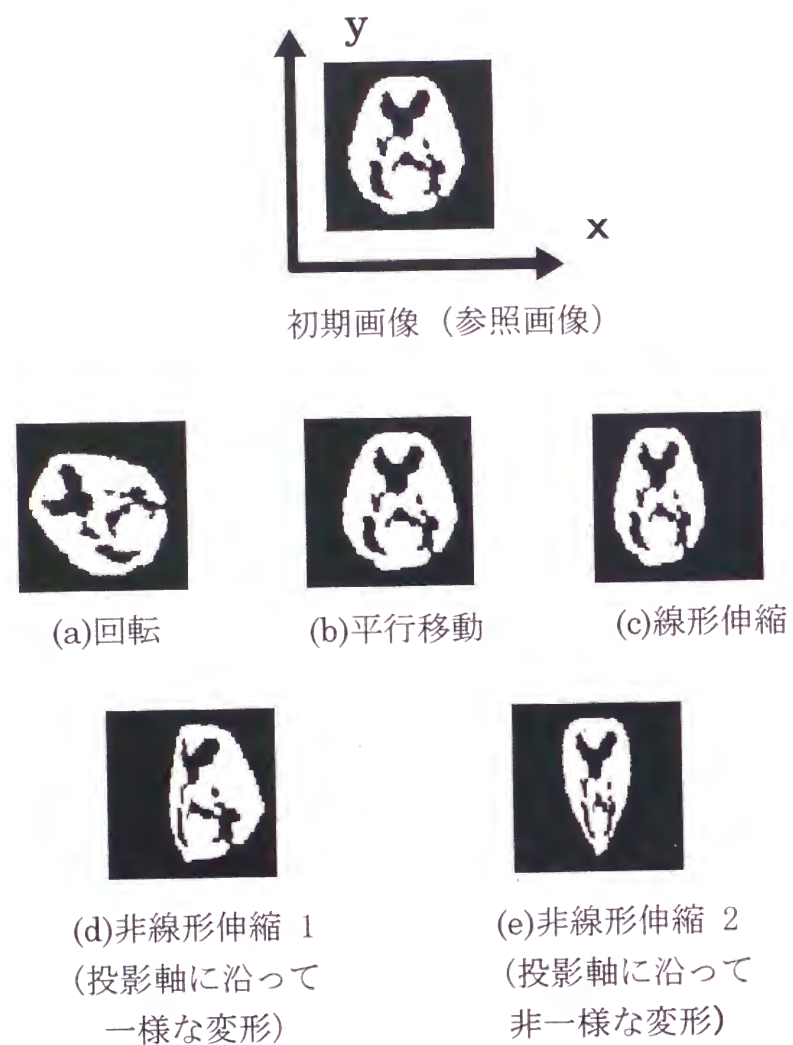 y
x
初期画像（参照画像）
(a)回転
(b)平行移動
(c)線形伸縮
(d)非線形伸縮 1
(投影軸に沿って
一様な変形)
(e)非線形伸縮 2
(投影軸に沿って
非一様な変形)